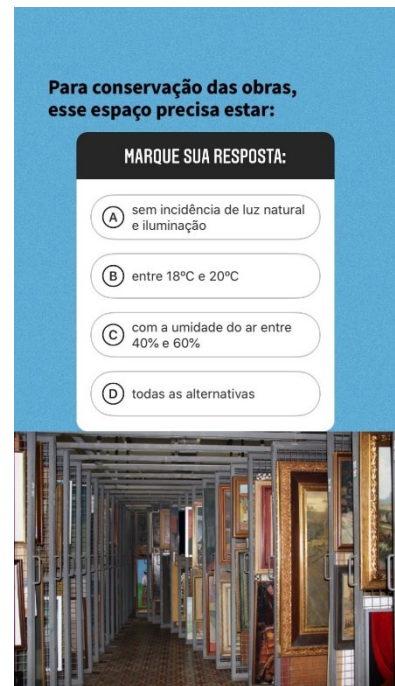 Para conservação das obras,
esse espaço precisa estar:
MARQUE SUA RESPOSTA:
A sem incidência de luz natural
e iluminação
B entre 18ºC e 20ºC
C com a umidade do ar entre
40% e 60%
D todas as alternativas